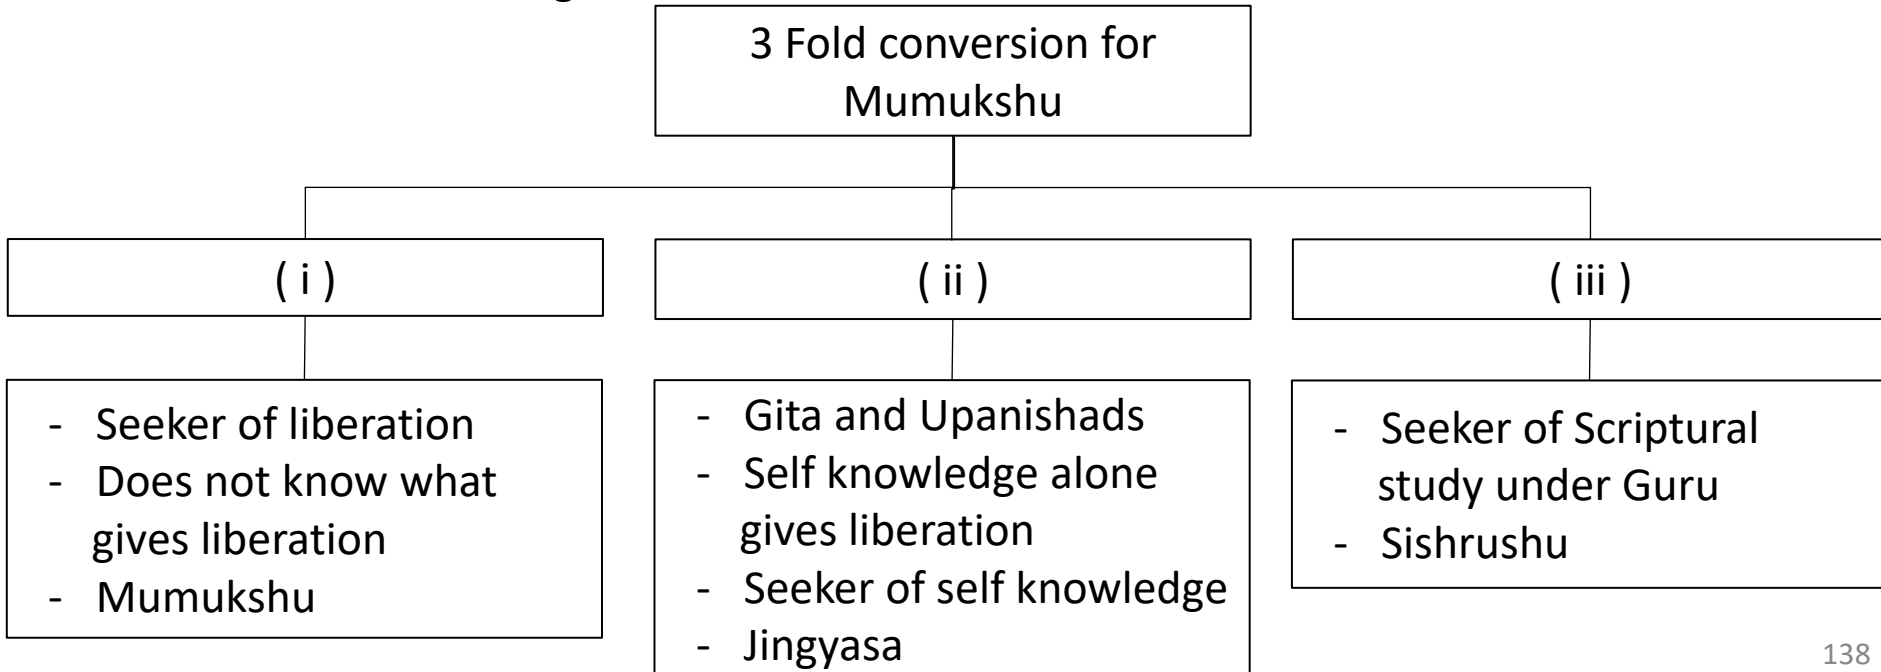 3 Fold conversion for
Mumukshu
( i )
( ii )
( iii )
- Seeker of liberation
- Does not know what
gives liberation
- Mumukshu
- Gita and Upanishads
- Self knowledge alone
gives liberation
- Seeker of self knowledge
- Jingyasa
- Seeker of Scriptural
study under Guru
- Sishrushu
138